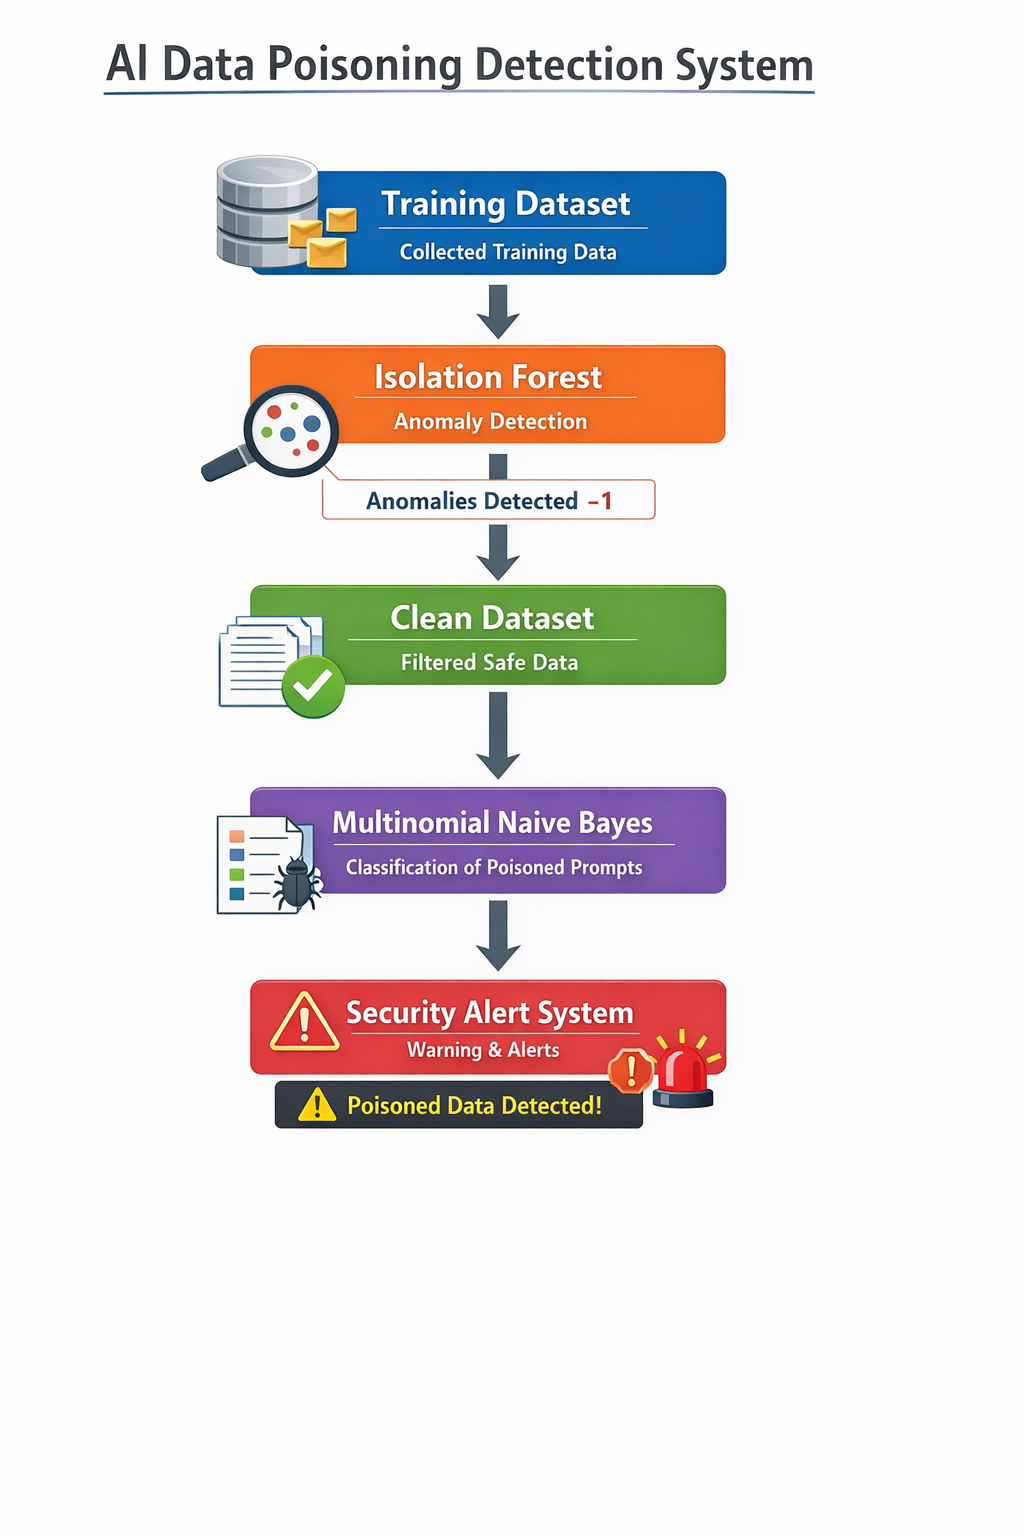 AI Data Poisoning Detection System
Training Dataset
Collected Training Data
Isolation Forest
Anomaly Detection
Anomalies Detected -1
Clean Dataset
Filtered Safe Data
Multinomial Naive Bayes
Classification of Poisoned Prompts
Security Alert System
Warning & Alerts
Poisoned Data Detected!